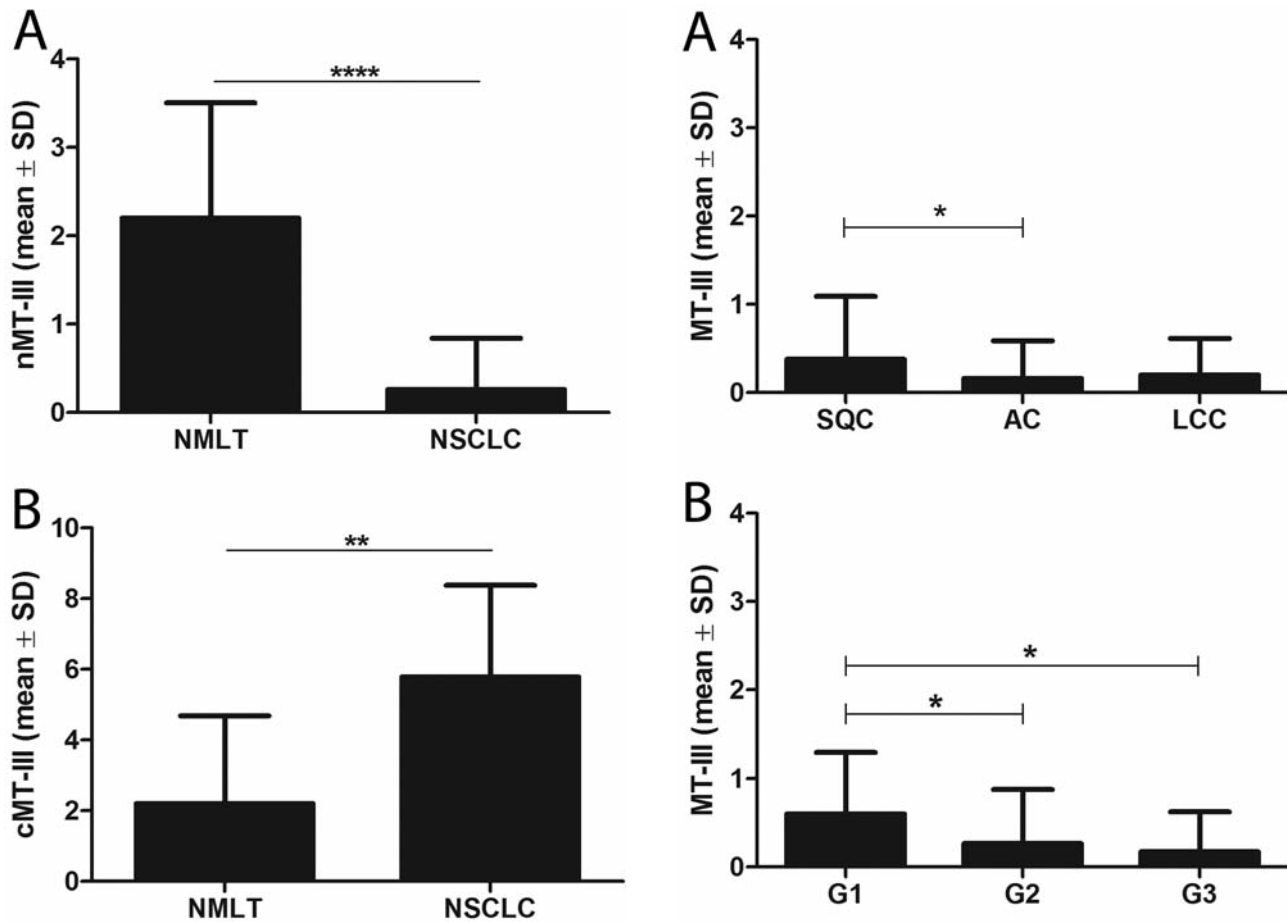 A
nMT-III (mean ± SD)
4
3
2
1
0
****
NMLT NSCLC
B
cMT-III (mean ± SD)
10
8
6
4
2
0
**
NMLT NSCLC
A
MT-III (mean ± SD)
4
3
2
1
0
*
SQC AC LCC
B
MT-III (mean ± SD)
4
3
2
1
0
*
*
G1 G2 G3